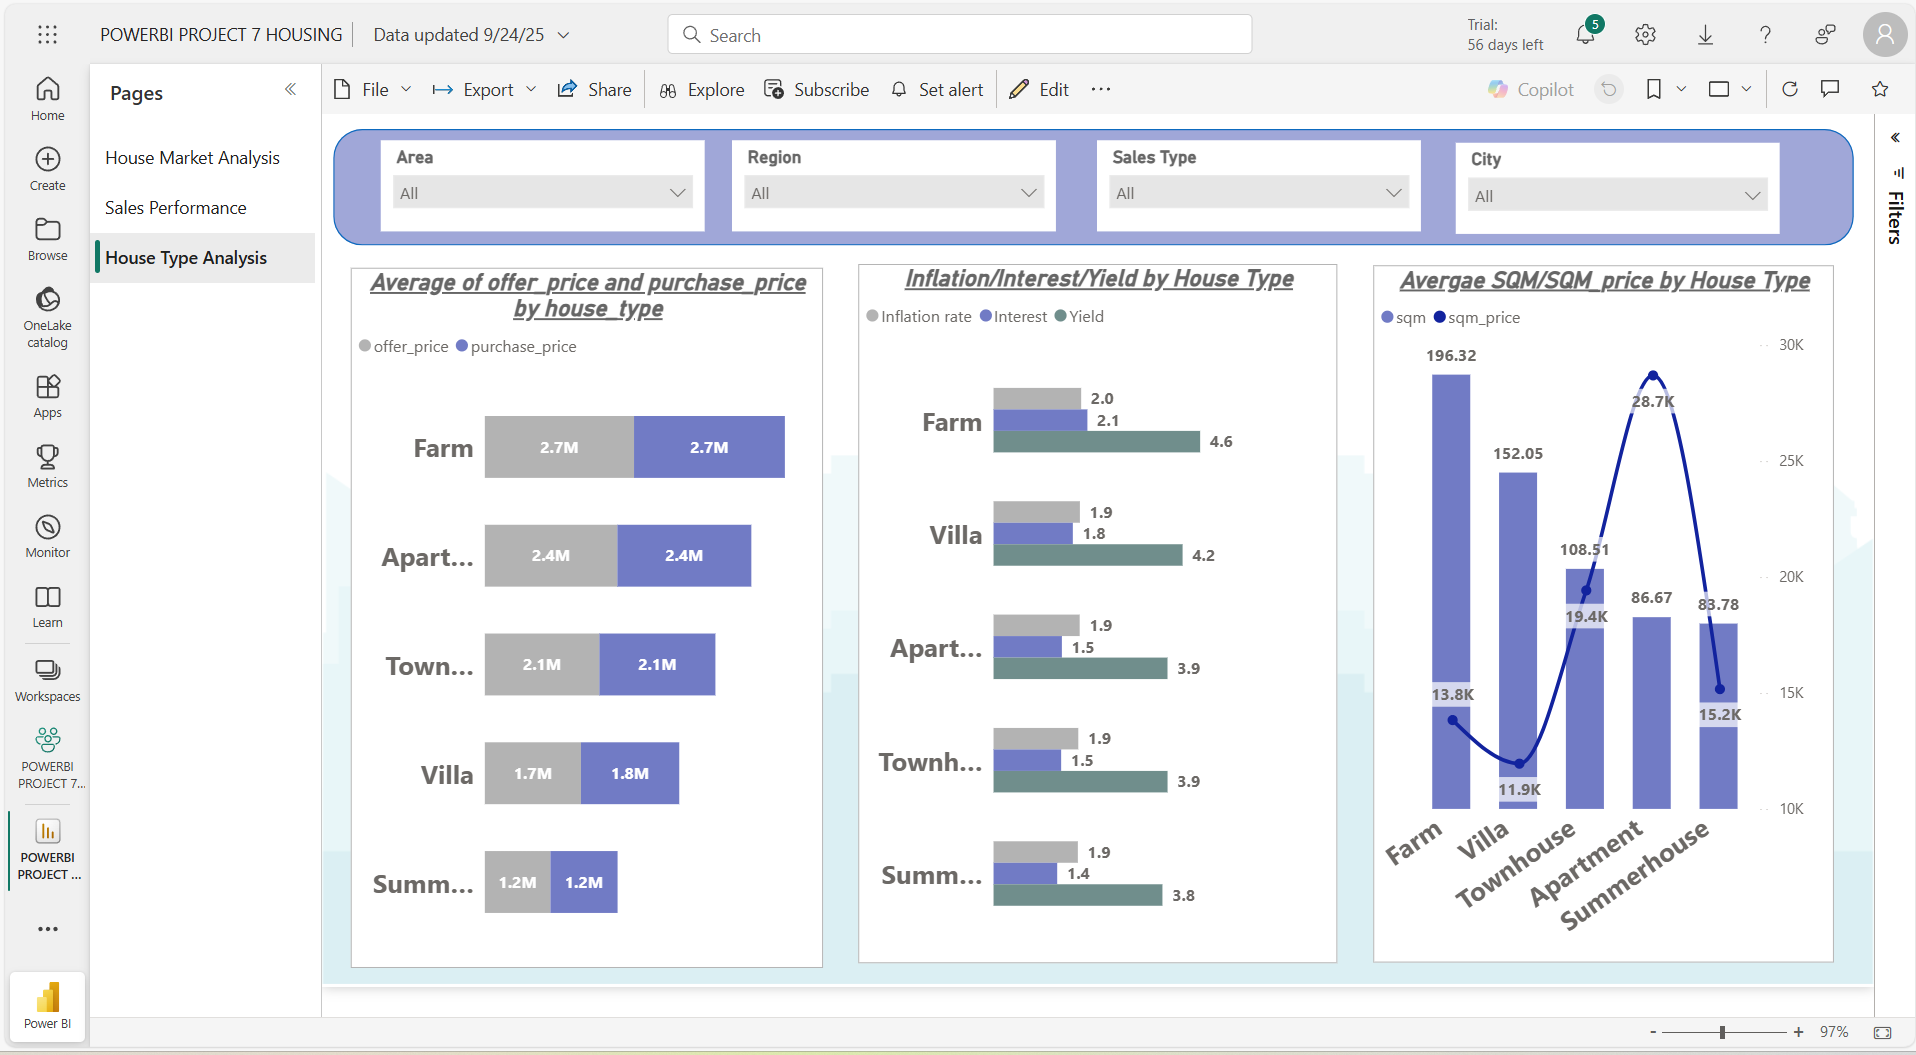 POWERBI PROJECT 7 HOUSING
Data updated 9/24/25
Search
Trial:
56 days left
5
Home
Create
Browse
OneLake
catalog
Apps
Metrics
Monitor
Learn
Workspaces
POWERBI
PROJECT 7...
POWERBI
PROJECT ...
Power BI
Pages
House Market Analysis
Sales Performance
House Type Analysis
File
Export
Share
Explore
Subscribe
Set alert
Edit
Copilot
Area
All
Region
All
Sales Type
All
City
All
Filters
Average of offer_price and purchase_price
by house_type
offer_price
purchase_price
Farm
2.7M
2.7M
Apart...
2.4M
2.4M
Town...
2.1M
2.1M
Villa
1.7M
1.8M
Summ...
1.2M
1.2M
Inflation/Interest/Yield by House Type
Inflation rate
Interest
Yield
Farm
2.0
2.1
4.6
Villa
1.9
1.8
4.2
Apart...
1.9
1.5
3.9
Townh...
1.9
1.5
3.9
Summ...
1.9
1.4
3.8
Avergae SQM/SQM_price by House Type
sqm
sqm_price
30K
25K
20K
15K
10K
196.32
152.05
108.51
86.67
83.78
13.8K
11.9K
19.4K
28.7K
15.2K
Farm
Villa
Townhouse
Apartment
Summerhouse
- + 97%